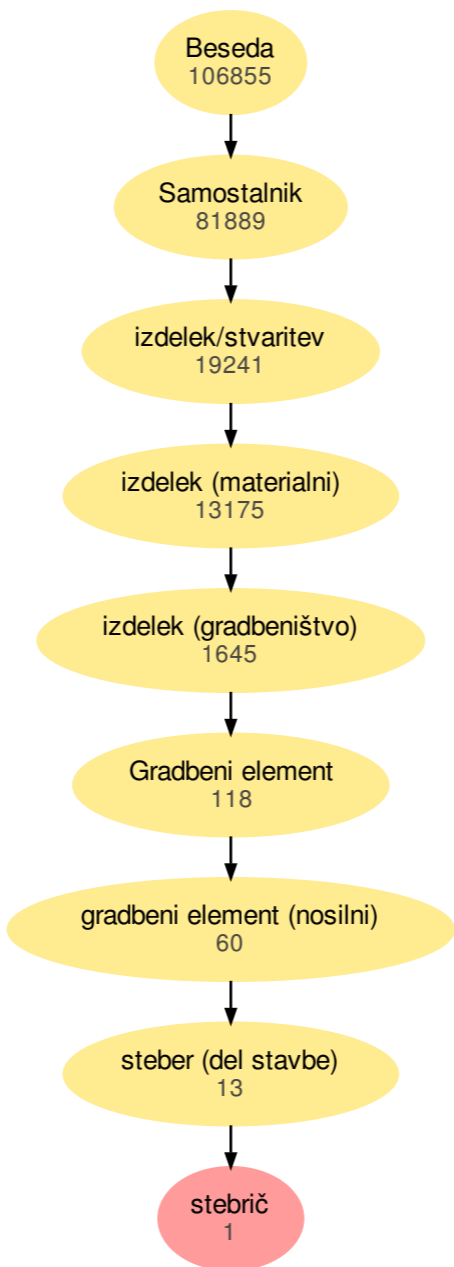 Beseda
106855
Samostalnik
81889
izdelek/stvaritev
19241
izdelek (materialni)
13175
izdelek (gradbeništvo)
1645
Gradbeni element
118
gradbeni element (nosilni)
60
steber (del stavbe)
13
stebrič
1